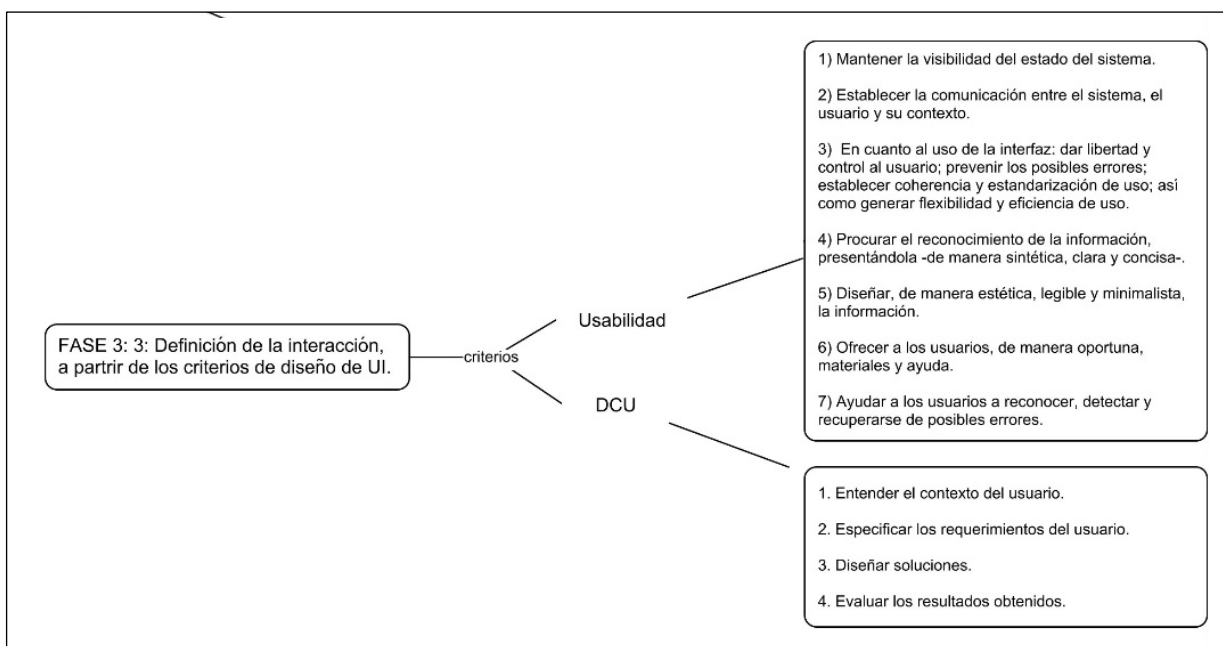 FASE 3: 3: Definición de la interacción,
a partrir de los criterios de diseño de UI.
criterios
Usabilidad
1) Mantener la visibilidad del estado del sistema.
2) Establecer la comunicación entre el sistema, el
usuario y su contexto.
3) En cuanto al uso de la interfaz: dar libertad y
control al usuario; prevenir los posibles errores;
establecer coherencia y estandarización de uso; así
como generar flexibilidad y eficiencia de uso.
4) Procurar el reconocimiento de la información,
presentándola -de manera sintética, clara y concisa-.
5) Diseñar, de manera estética, legible y minimalista,
la información.
6) Ofrecer a los usuarios, de manera oportuna,
materiales y ayuda.
7) Ayudar a los usuarios a reconocer, detectar y
recuperarse de posibles errores.
DCU
1. Entender el contexto del usuario.
2. Especificar los requerimientos del usuario.
3. Diseñar soluciones.
4. Evaluar los resultados obtenidos.